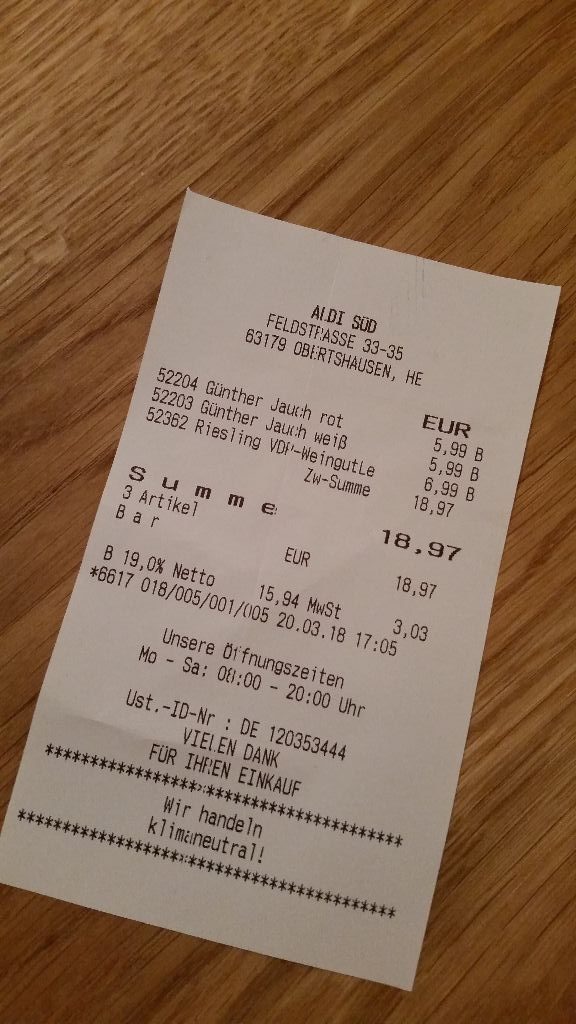 ALDI SÜD
FELDSTRASSE 33-35
63179 OBERTSHAUSEN, HE
EUR
52204 Günther Jauch rot 5,99 B
52203 Günther Jauch weiß 5,99 B
52362 Riesling VDP-WeingutLe 6,99 B
Zw-Summe 18,97
Summe 18,97
3 Artikel
Bar EUR 18,97
B 19,0% Netto 15,94 MwSt 3,03
*6617 018/005/001/005 20.03.18 17:05
Unsere Öffnungszeiten
Mo - Sa: 08:00 - 20:00 Uhr
Ust.-ID-Nr : DE 120353444
VIELEN DANK
FÜR IHREN EINKAUF
****************************************
Wir handeln
klimaneutral!
****************************************